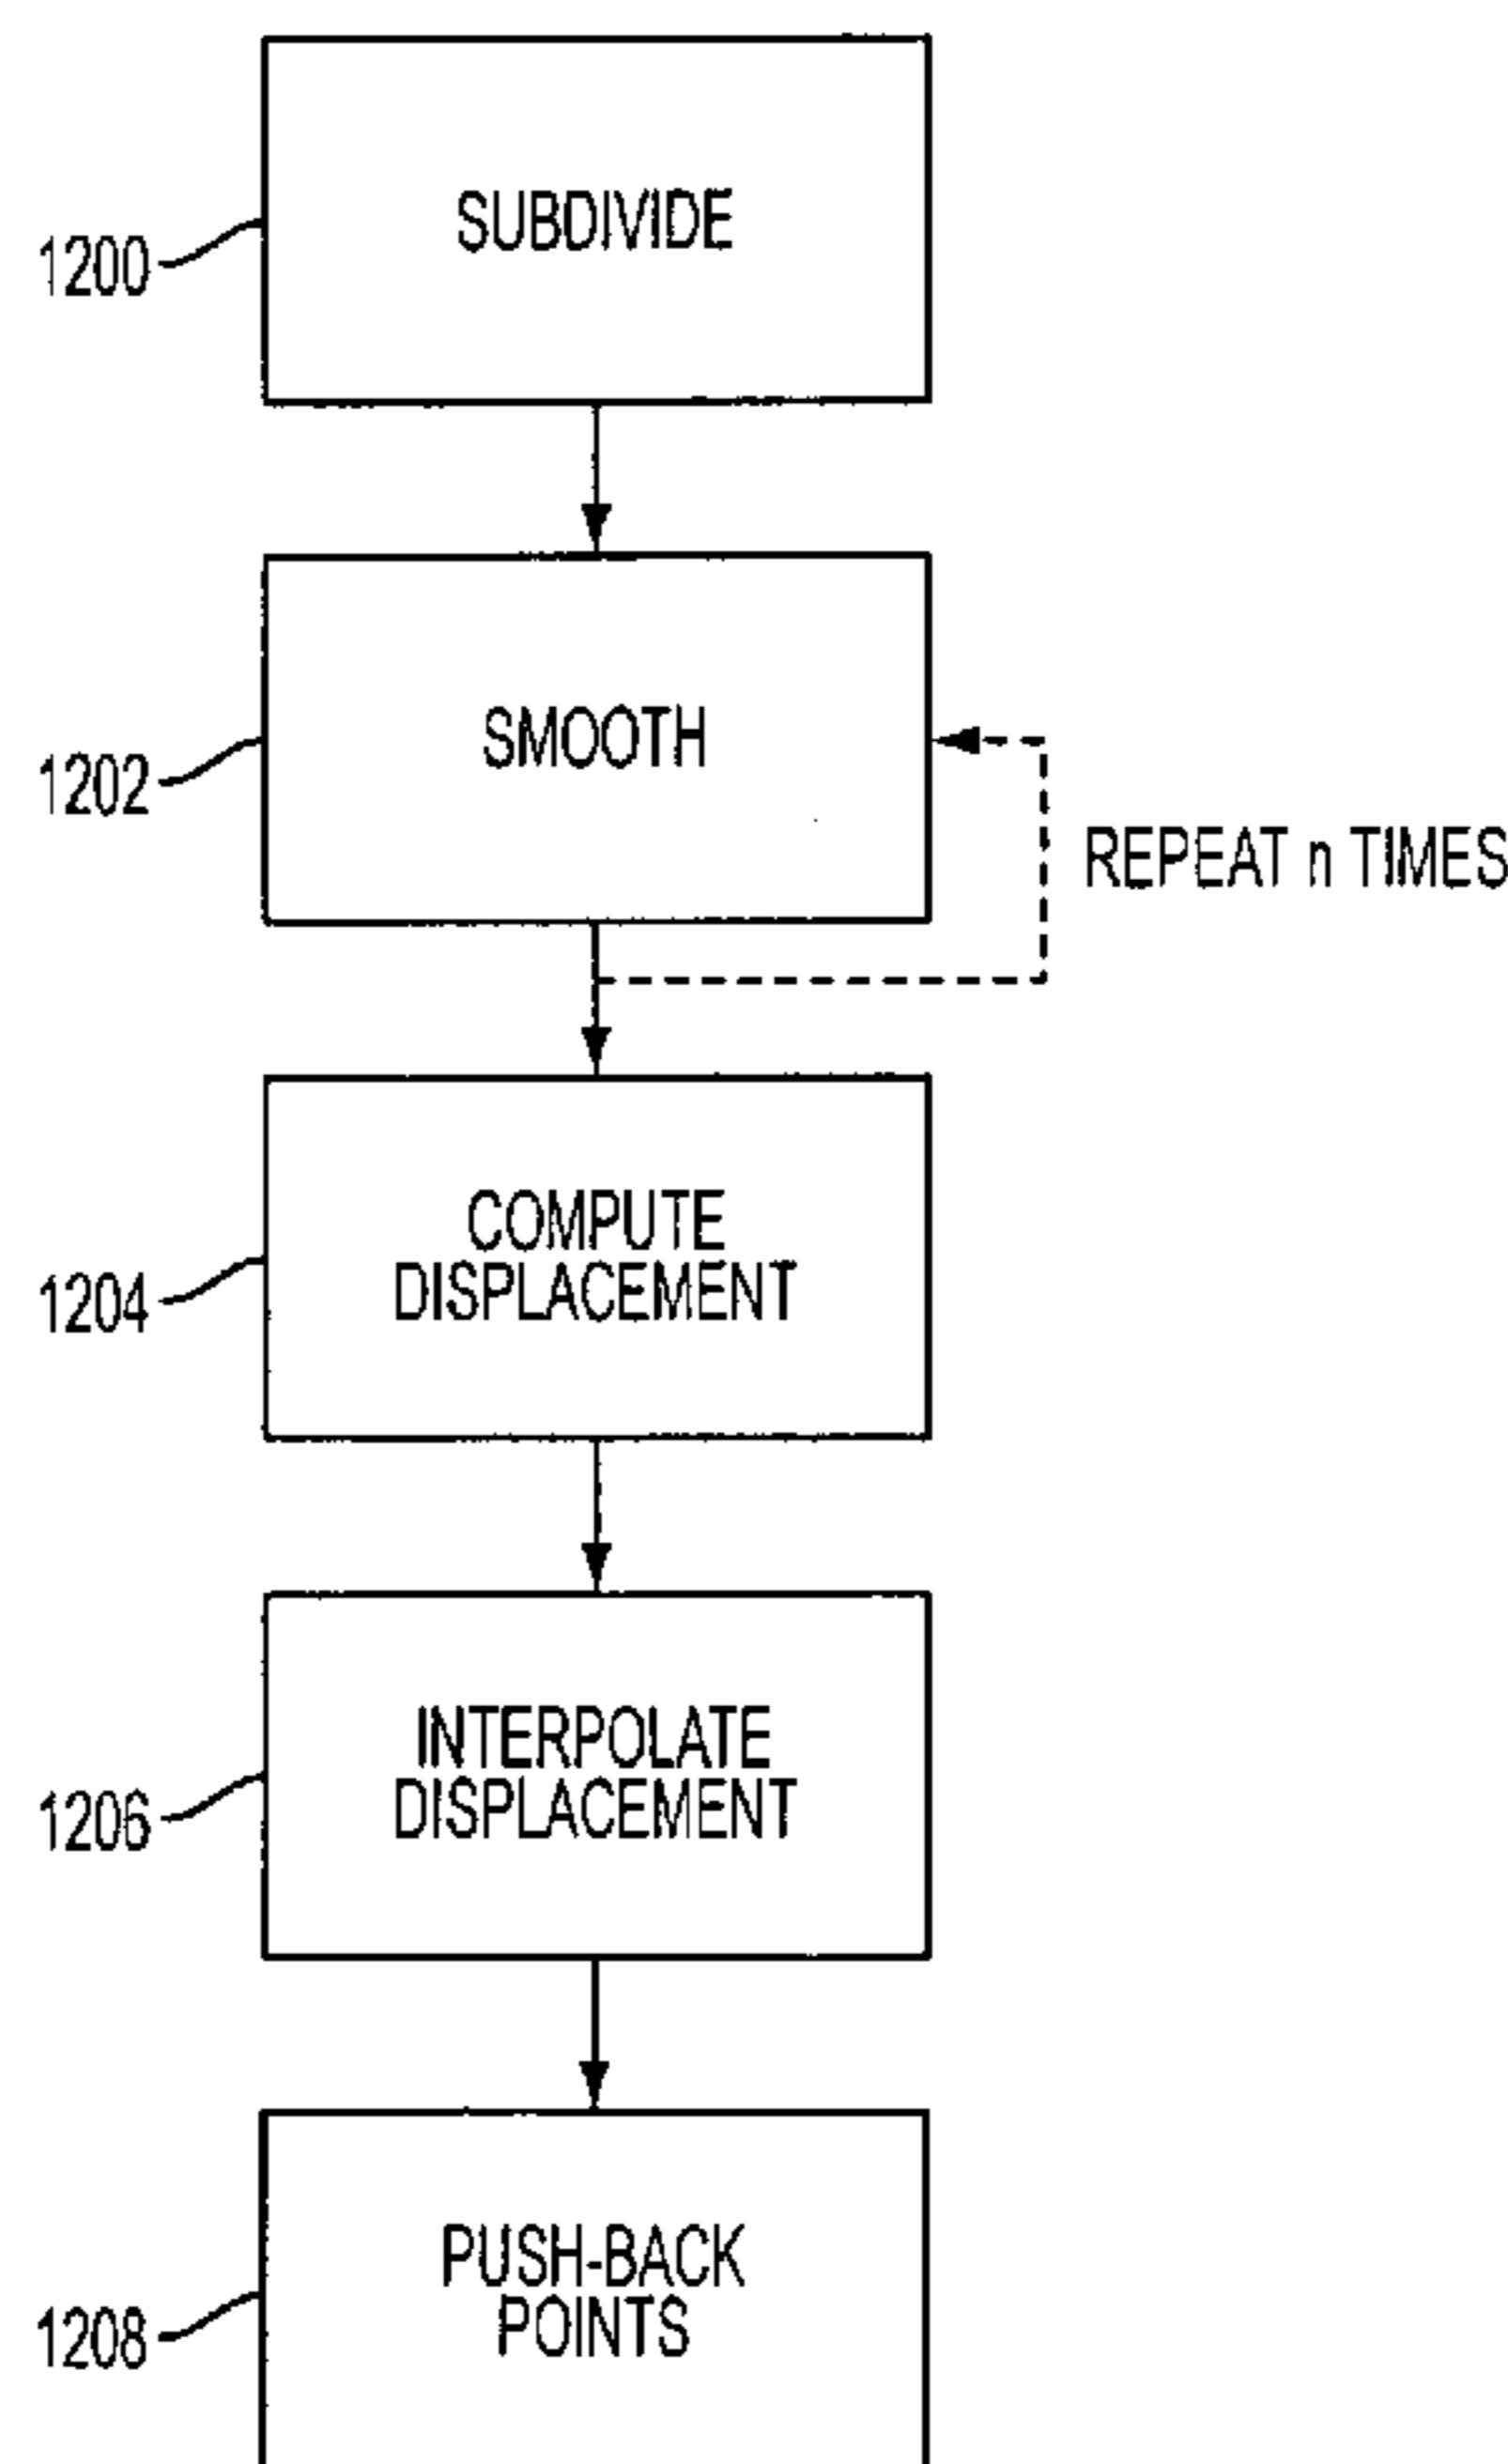 SUBDIVIDE
1200
SMOOTH
1202
REPEAT n TIMES
COMPUTE
DISPLACEMENT
1204
INTERPOLATE
DISPLACEMENT
1206
PUSH-BACK
POINTS
1208